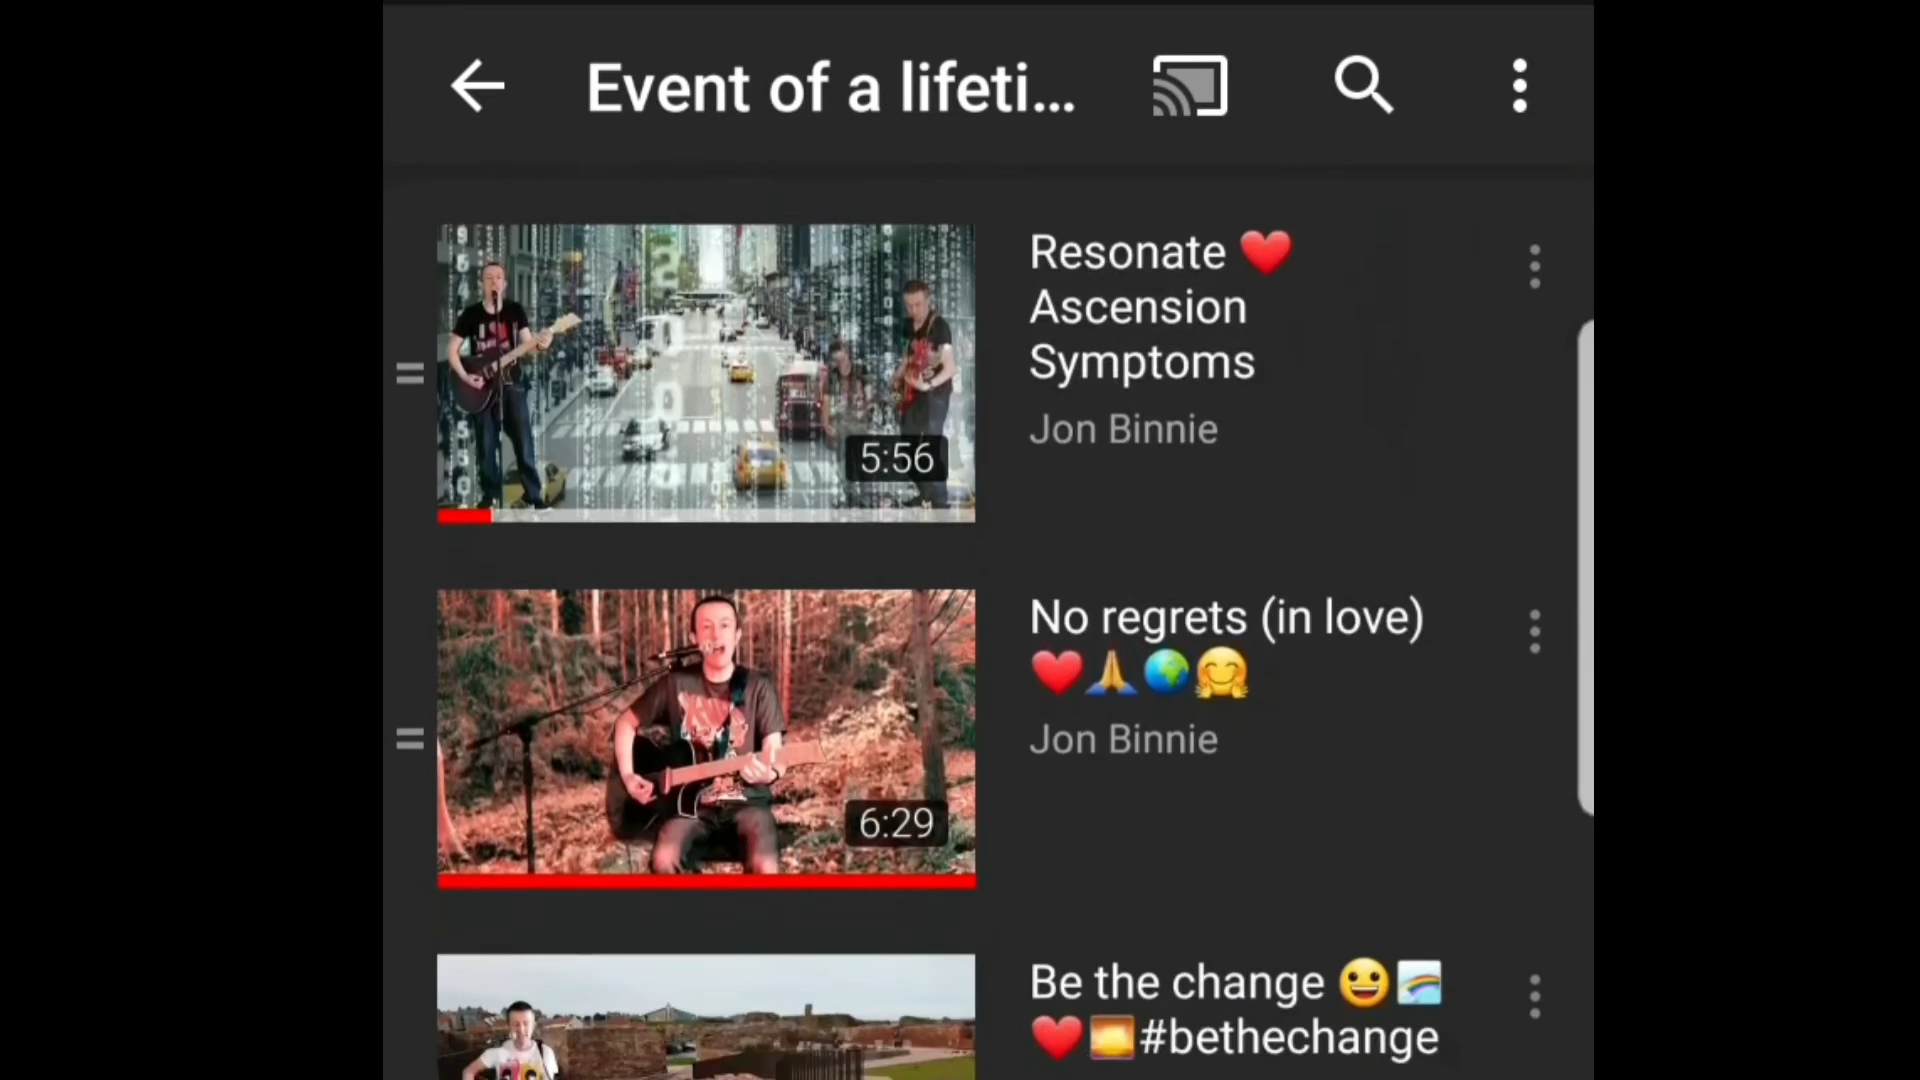 Event of a lifeti...
Resonate ❤️
Ascension
Symptoms
Jon Binnie
5:56
No regrets (in love)
❤️🙏🌍🤗
Jon Binnie
6:29
Be the change 😀🌈
❤️🌅#bethechange